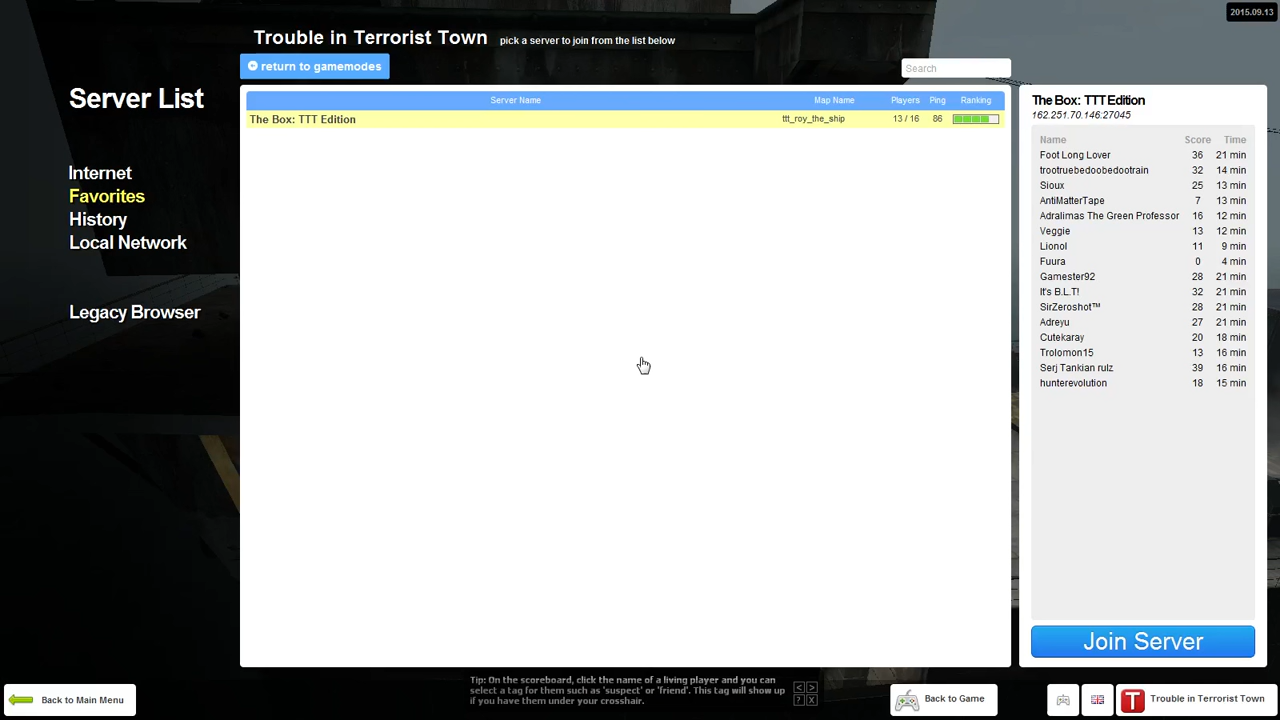 2015.09.13
Trouble in Terrorist Town pick a server to join from the list below
return to gamemodes
Search
Server List
Internet
Favorites
History
Local Network
Legacy Browser
Server Name Map Name Players Ping Ranking
The Box: TTT Edition ttt_roy_the_ship 13 / 16 86
The Box: TTT Edition
162.251.70.146:27045
Name Score Time
Foot Long Lover 36 21 min
trootruebedoobedootrain 32 14 min
Sioux 25 13 min
AntiMatterTape 7 13 min
Adralimas The Green Professor 16 12 min
Veggie 13 12 min
Lionol 11 9 min
Fuura 0 4 min
Gamester92 28 21 min
It's B.L.T! 32 21 min
SirZeroshot™ 28 21 min
Adreyu 27 21 min
Cutekaray 20 18 min
Trolomon15 13 16 min
Serj Tankian rulz 39 16 min
hunterevolution 18 15 min
Join Server
Back to Main Menu
Tip: On the scoreboard, click the name of a living player and you can
select a tag for them such as 'suspect' or 'friend'. This tag will show up
if you have them under your crosshair.
< >
? X
Back to Game
T Trouble in Terrorist Town